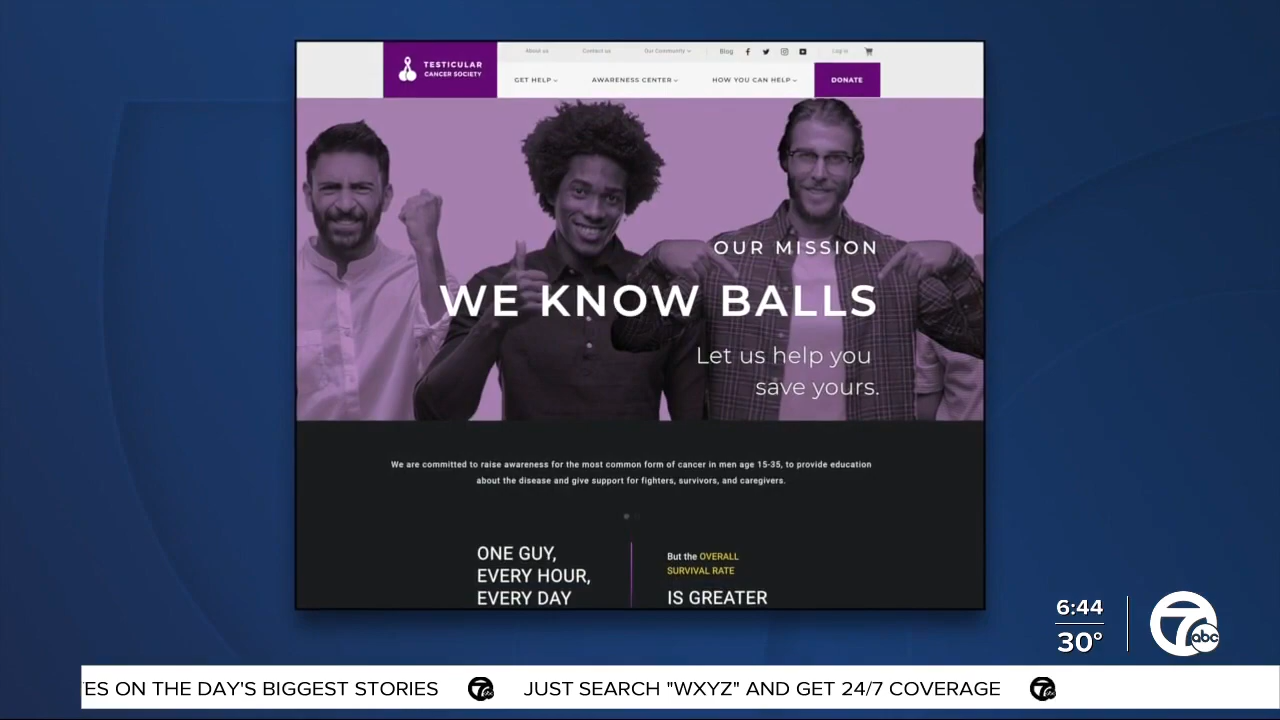 About us
Contact us
Our Community
Blog
Log in
TESTICULAR
CANCER SOCIETY
GET HELP
AWARENESS CENTER
HOW YOU CAN HELP
DONATE
OUR MISSION
WE KNOW BALLS
Let us help you
save yours.
We are committed to raise awareness for the most common form of cancer in men age 15-35, to provide education
about the disease and give support for fighters, survivors, and caregivers.
ONE GUY,
EVERY HOUR,
EVERY DAY
But the OVERALL
SURVIVAL RATE
IS GREATER
6:44
30°
7 abc
ES ON THE DAY'S BIGGEST STORIES
JUST SEARCH "WXYZ" AND GET 24/7 COVERAGE